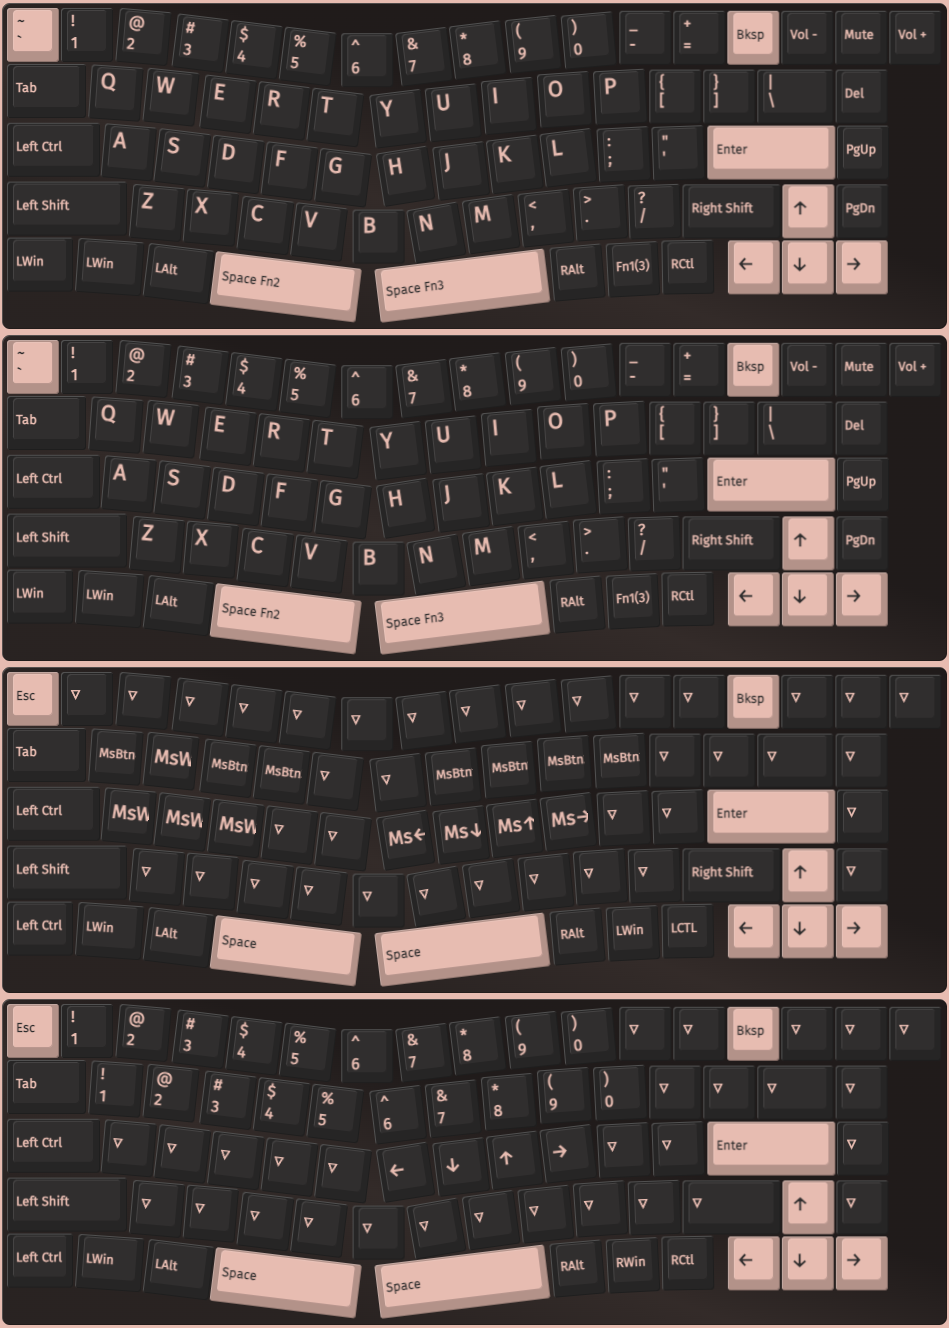 ~ ! @ # $ % ^ & * ( ) _ + Bksp Vol - Mute Vol +
` 1 2 3 4 5 6 7 8 9 0 - =
Tab Q W E R T Y U I O P { } | Del
[ ] \
Left Ctrl A S D F G H J K L : " Enter PgUp
; '
Left Shift Z X C V B N M < > ? Right Shift ↑ PgDn
, . /
LWin LWin LAlt Space Fn2 Space Fn3 RAlt Fn1(3) RCtl ← ↓ →
~ ! @ # $ % ^ & * ( ) _ + Bksp Vol - Mute Vol +
` 1 2 3 4 5 6 7 8 9 0 - =
Tab Q W E R T Y U I O P { } | Del
[ ] \
Left Ctrl A S D F G H J K L : " Enter PgUp
; '
Left Shift Z X C V B N M < > ? Right Shift ↑ PgDn
, . /
LWin LWin LAlt Space Fn2 Space Fn3 RAlt Fn1(3) RCtl ← ↓ →
Esc ▽ ▽ ▽ ▽ ▽ ▽ ▽ ▽ ▽ ▽ ▽ ▽ Bksp ▽ ▽ ▽
Tab MsBtn MsW MsBtn MsBtn ▽ ▽ MsBtn MsBtn MsBtn MsBtn ▽ ▽ ▽ ▽
Left Ctrl MsW MsW MsW ▽ ▽ Ms← Ms↓ Ms↑ Ms→ ▽ ▽ Enter ▽
Left Shift ▽ ▽ ▽ ▽ ▽ ▽ ▽ ▽ ▽ ▽ Right Shift ↑ ▽
Left Ctrl LWin LAlt Space Space RAlt LWin LCTL ← ↓ →
Esc ! @ # $ % ^ & * ( ) ▽ ▽ Bksp ▽ ▽ ▽
1 2 3 4 5 6 7 8 9 0
Tab ! @ # $ % ^ & * ( ) ▽ ▽ ▽ ▽
1 2 3 4 5 6 7 8 9 0
Left Ctrl ▽ ▽ ▽ ▽ ▽ ← ↓ ↑ → ▽ ▽ Enter ▽
Left Shift ▽ ▽ ▽ ▽ ▽ ▽ ▽ ▽ ▽ ▽ ▽ ↑ ▽
Left Ctrl LWin LAlt Space Space RAlt RWin RCtl ← ↓ →